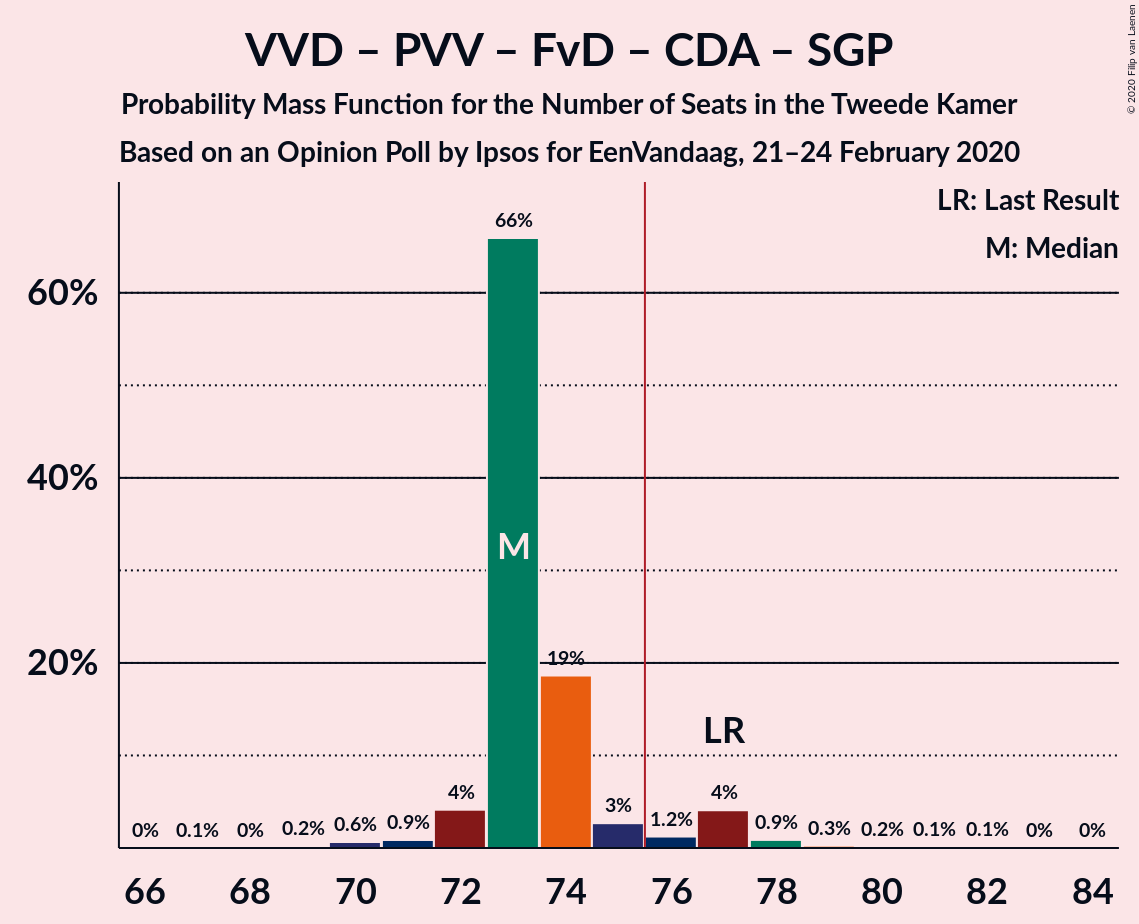 VVD – PVV – FvD – CDA – SGP
Probability Mass Function for the Number of Seats in the Tweede Kamer
Based on an Opinion Poll by Ipsos for EenVandaag, 21–24 February 2020
© 2020 Filip van Laenen
LR: Last Result
M: Median
60%
40%
20%
66%
M
19%
LR
0% 0.1% 0% 0.2% 0.6% 0.9% 4% 3% 1.2% 4% 0.9% 0.3% 0.2% 0.1% 0.1% 0% 0%
66 68 70 72 74 76 78 80 82 84